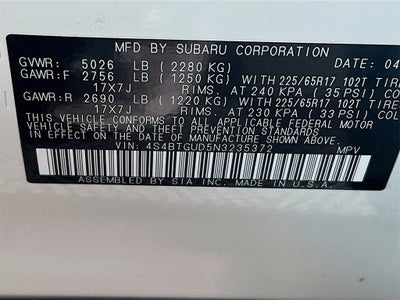 MFD BY SUBARU CORPORATION DATE: 04
GVWR: 5026 LB (2280 KG)
GAWR:F 2756 LB (1250 KG) WITH 225/65R17 102T TIRE
17X7J RIMS, AT 240 KPA ( 35 PSI) COL
GAWR:R 2690 LB (1220 KG) WITH 225/65R17 102T TIRE
17X7J RIMS, AT 230 KPA ( 33 PSI) COL
THIS VEHICLE CONFORMS TO ALL APPLICABLE FEDERAL MOTOR
VEHICLE SAFETY, BUMPER, AND THEFT PREVENTION STANDARDS
IN EFFECT ON THE DATE OF MANUFACTURE SHOWN ABOVE.
VIN: 4S4BTGUD5N3235372 MPV
ASSEMBLED BY SIA INC. MADE IN U.S.A.